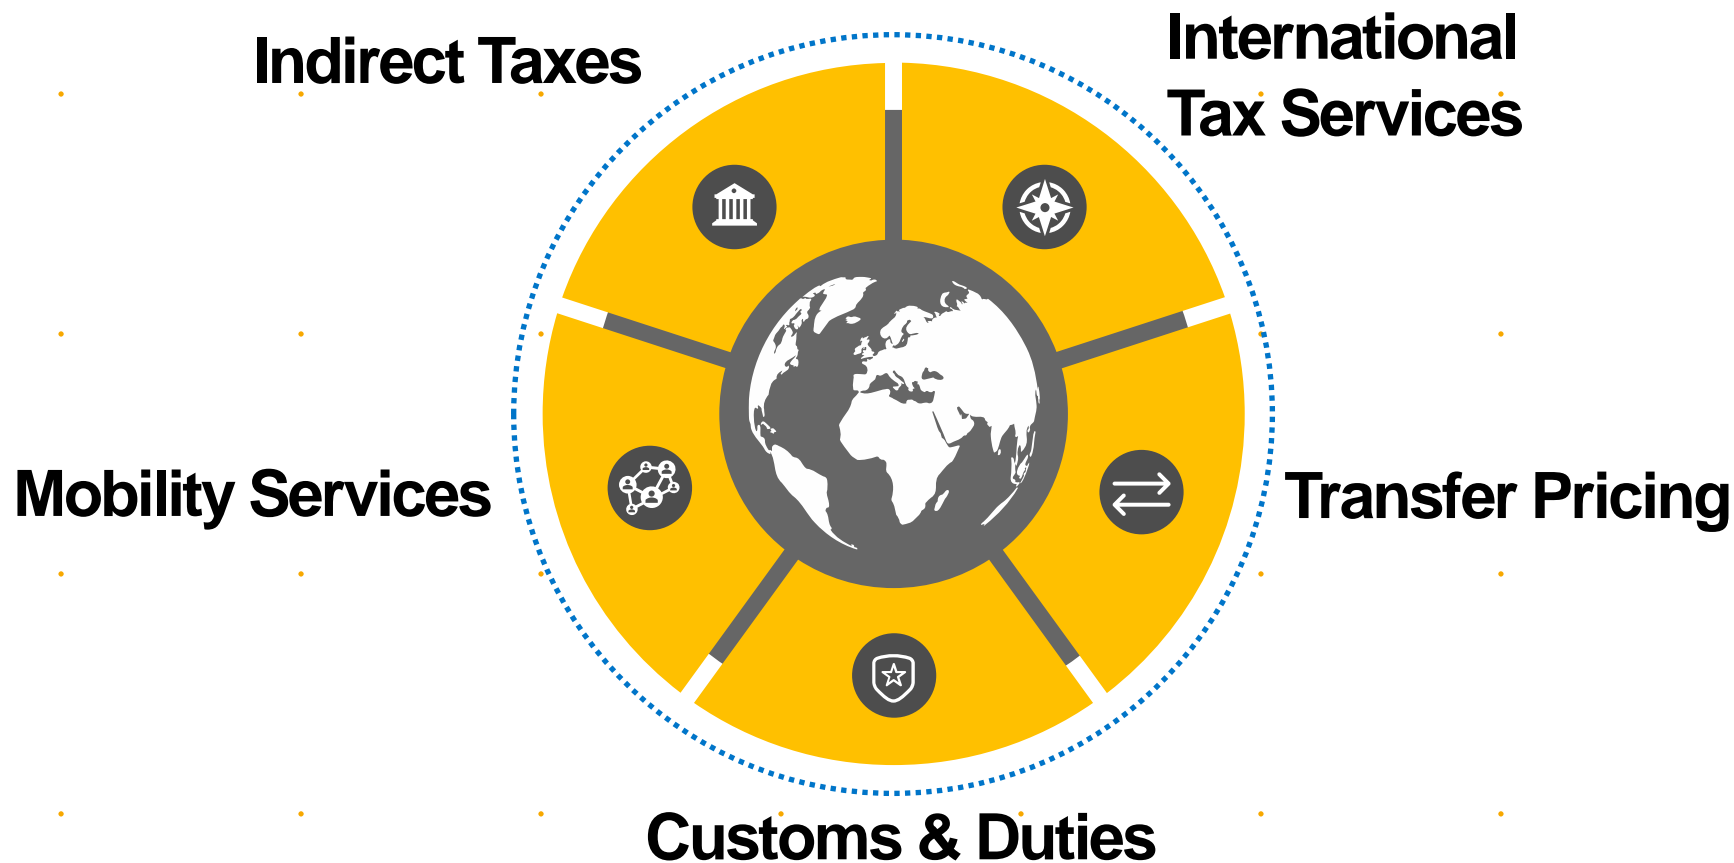 Indirect Taxes
International
Tax Services
Mobility Services
Transfer Pricing
Customs & Duties